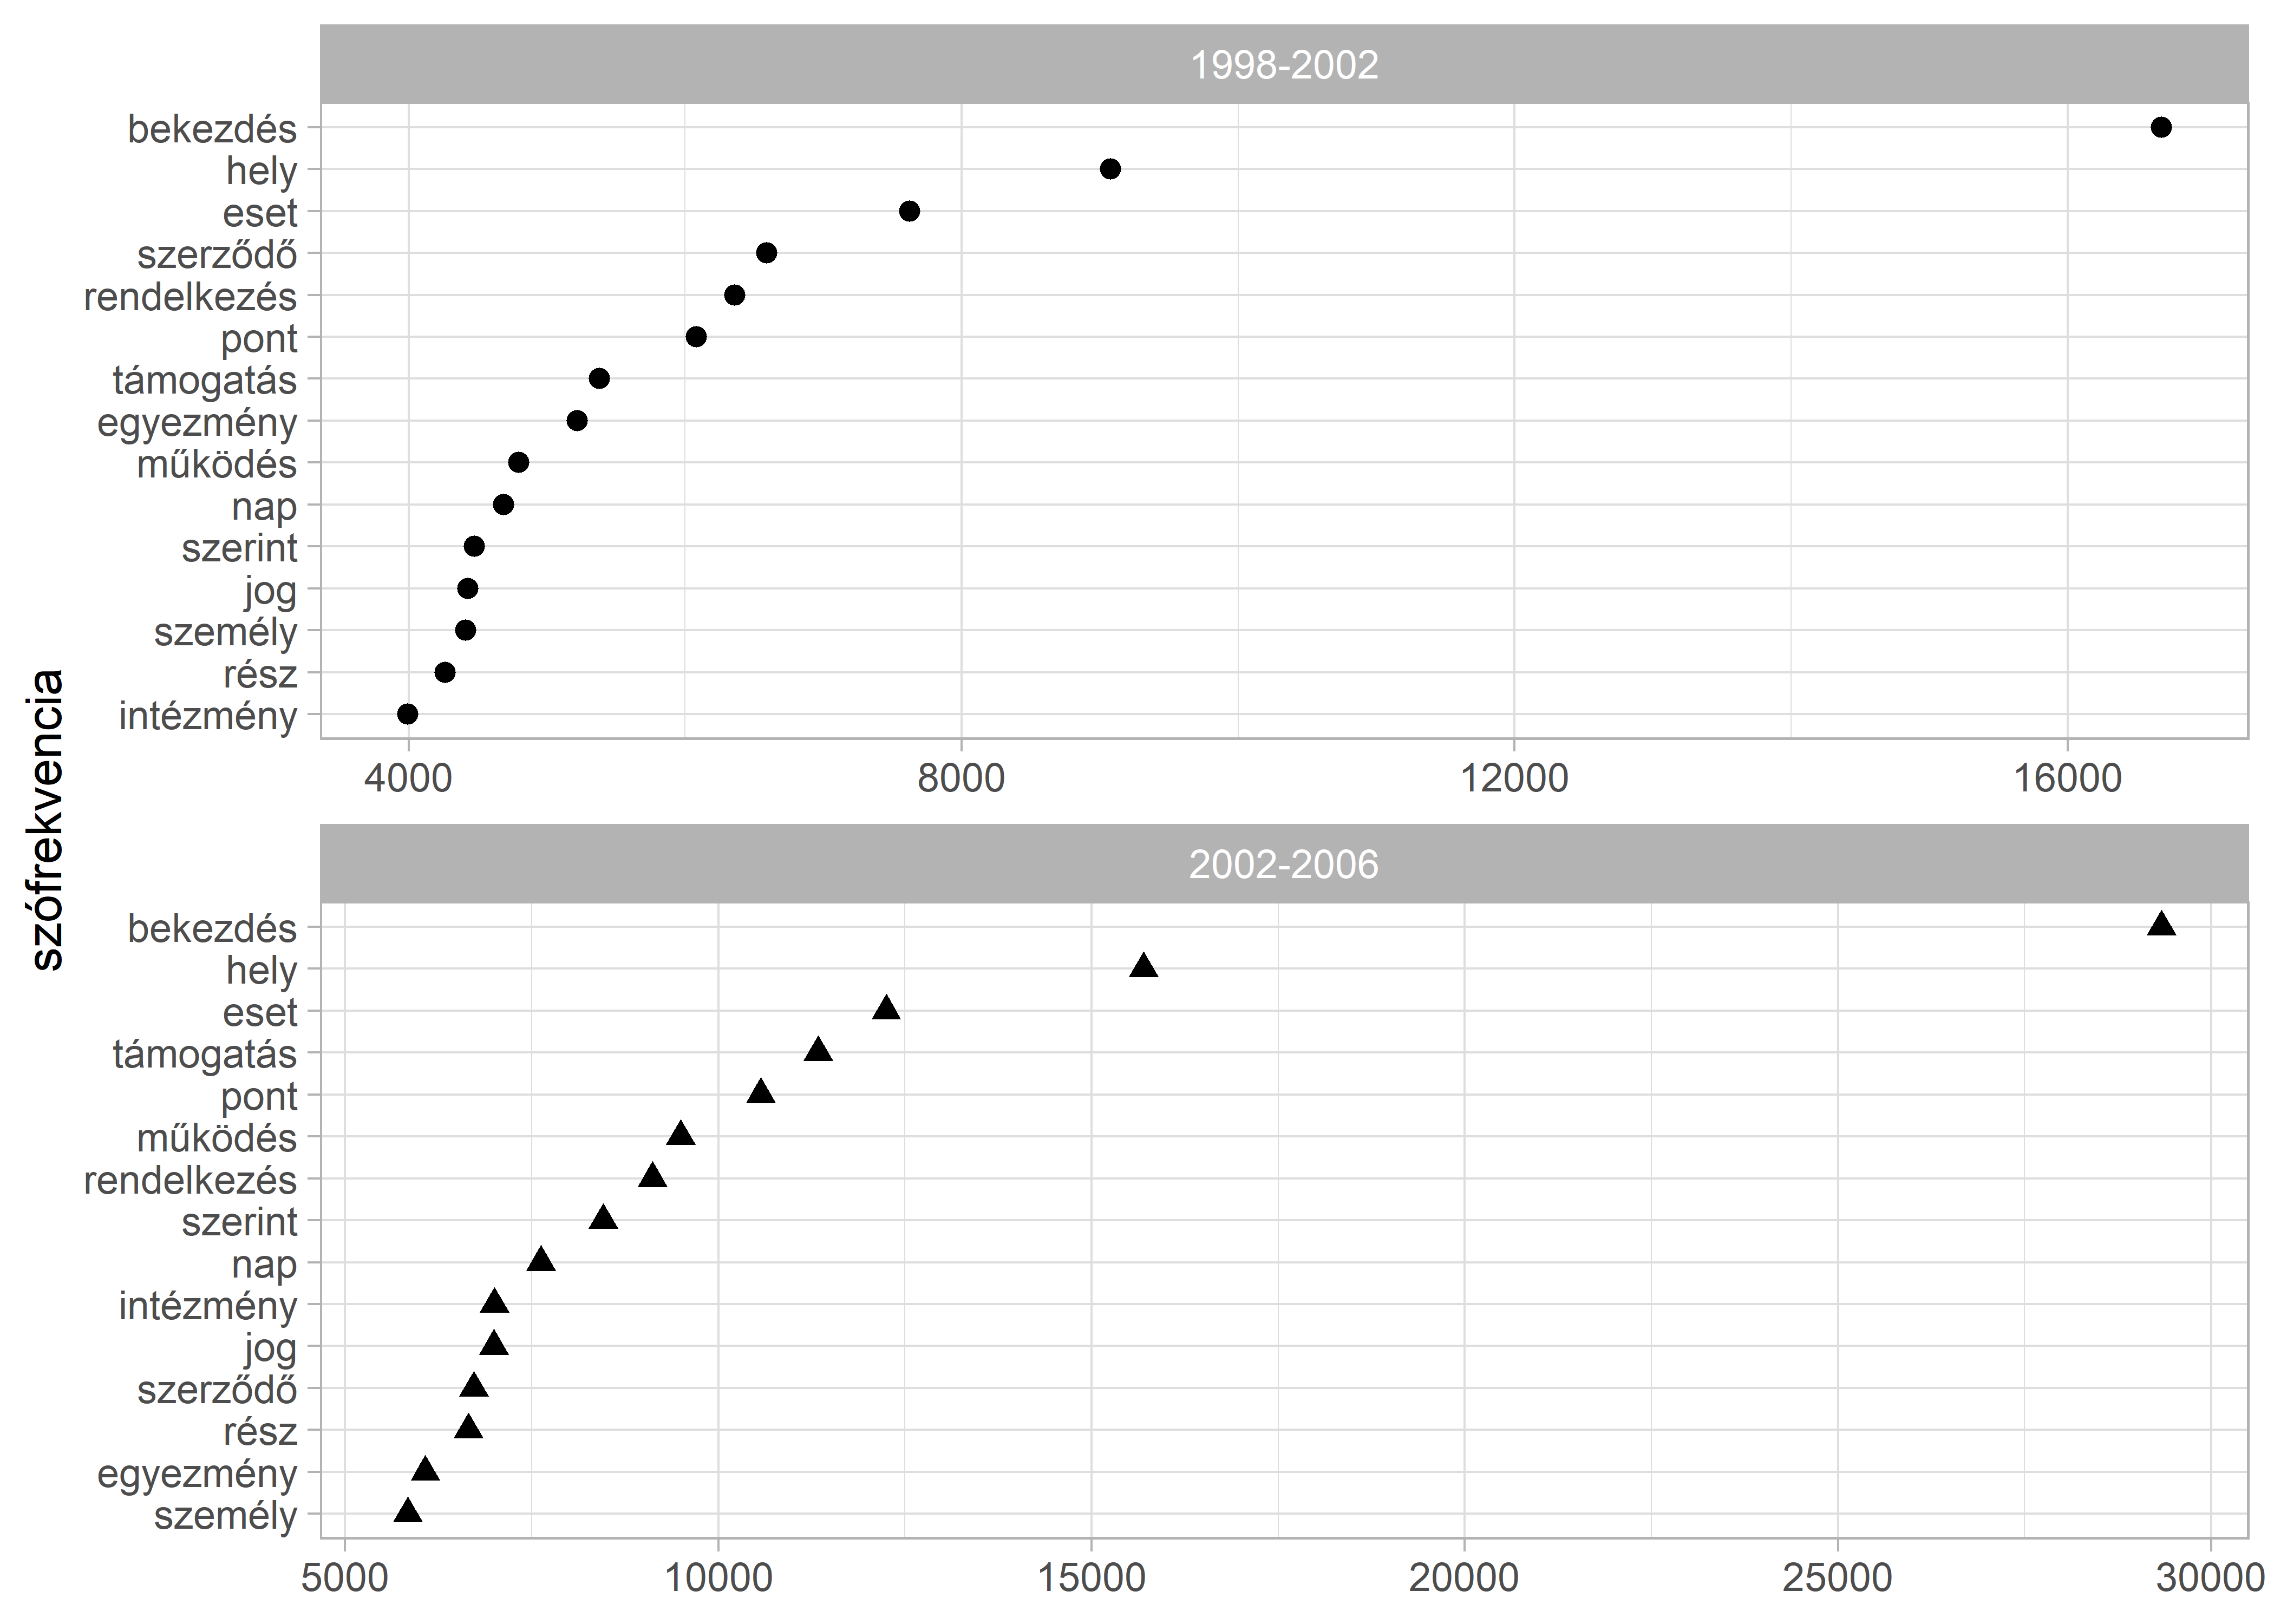 1998-2002
bekezdés
hely
eset
szerződő
rendelkezés
pont
támogatás
egyezmény
működés
nap
szerint
jog
személy
rész
intézmény
4000 8000 12000 16000
szófrekvencia
2002-2006
bekezdés
hely
eset
támogatás
pont
működés
rendelkezés
szerint
nap
intézmény
jog
szerződő
rész
egyezmény
személy
5000 10000 15000 20000 25000 30000